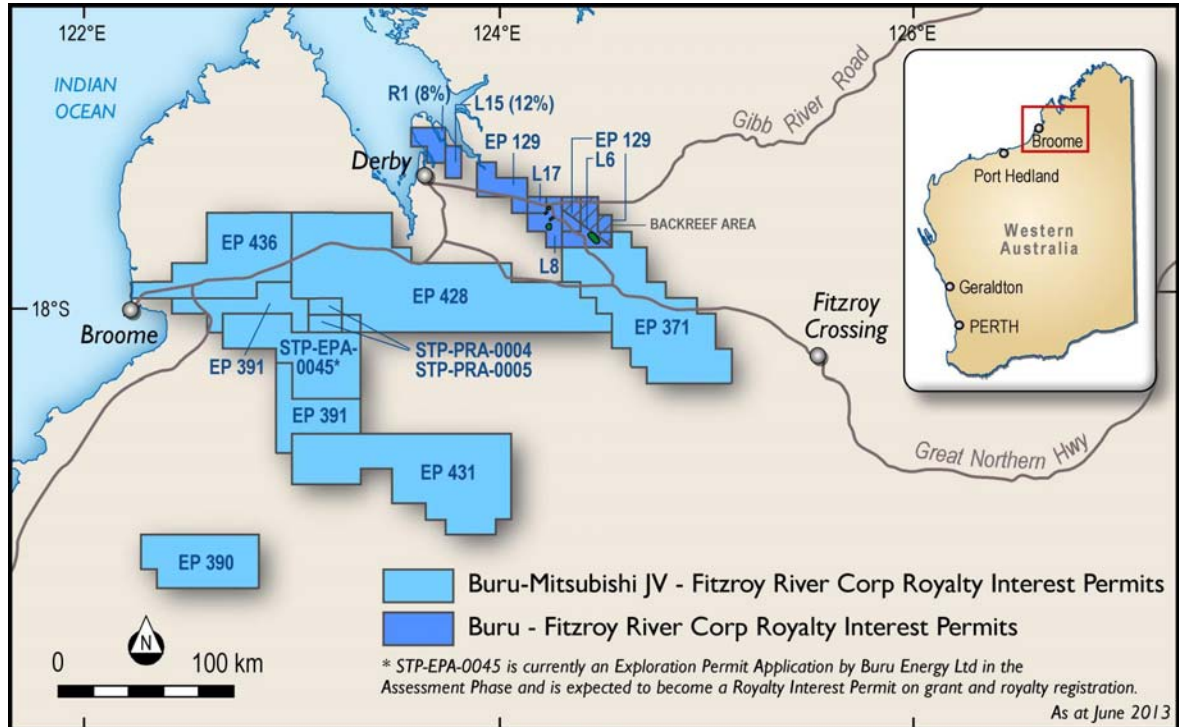 122°E
124°E
126°E
INDIAN
OCEAN
R1 (8%)
L15 (12%)
EP 129
EP 129
L6
L17
EP 129
Gibb River Road
Derby
BACKREEF AREA
L8
EP 436
EP 428
EP 371
18°S
Broome
Fitzroy
Crossing
EP 391
STP-EPA-
0045*
STP-PRA-0004
STP-PRA-0005
EP 391
EP 431
Great Northern Hwy
EP 390
Broome
Port Hedland
Western
Australia
Geraldton
PERTH
Buru-Mitsubishi JV - Fitzroy River Corp Royalty Interest Permits
Buru - Fitzroy River Corp Royalty Interest Permits
N
0 100 km
* STP-EPA-0045 is currently an Exploration Permit Application by Buru Energy Ltd in the
Assessment Phase and is expected to become a Royalty Interest Permit on grant and royalty registration.
As at June 2013